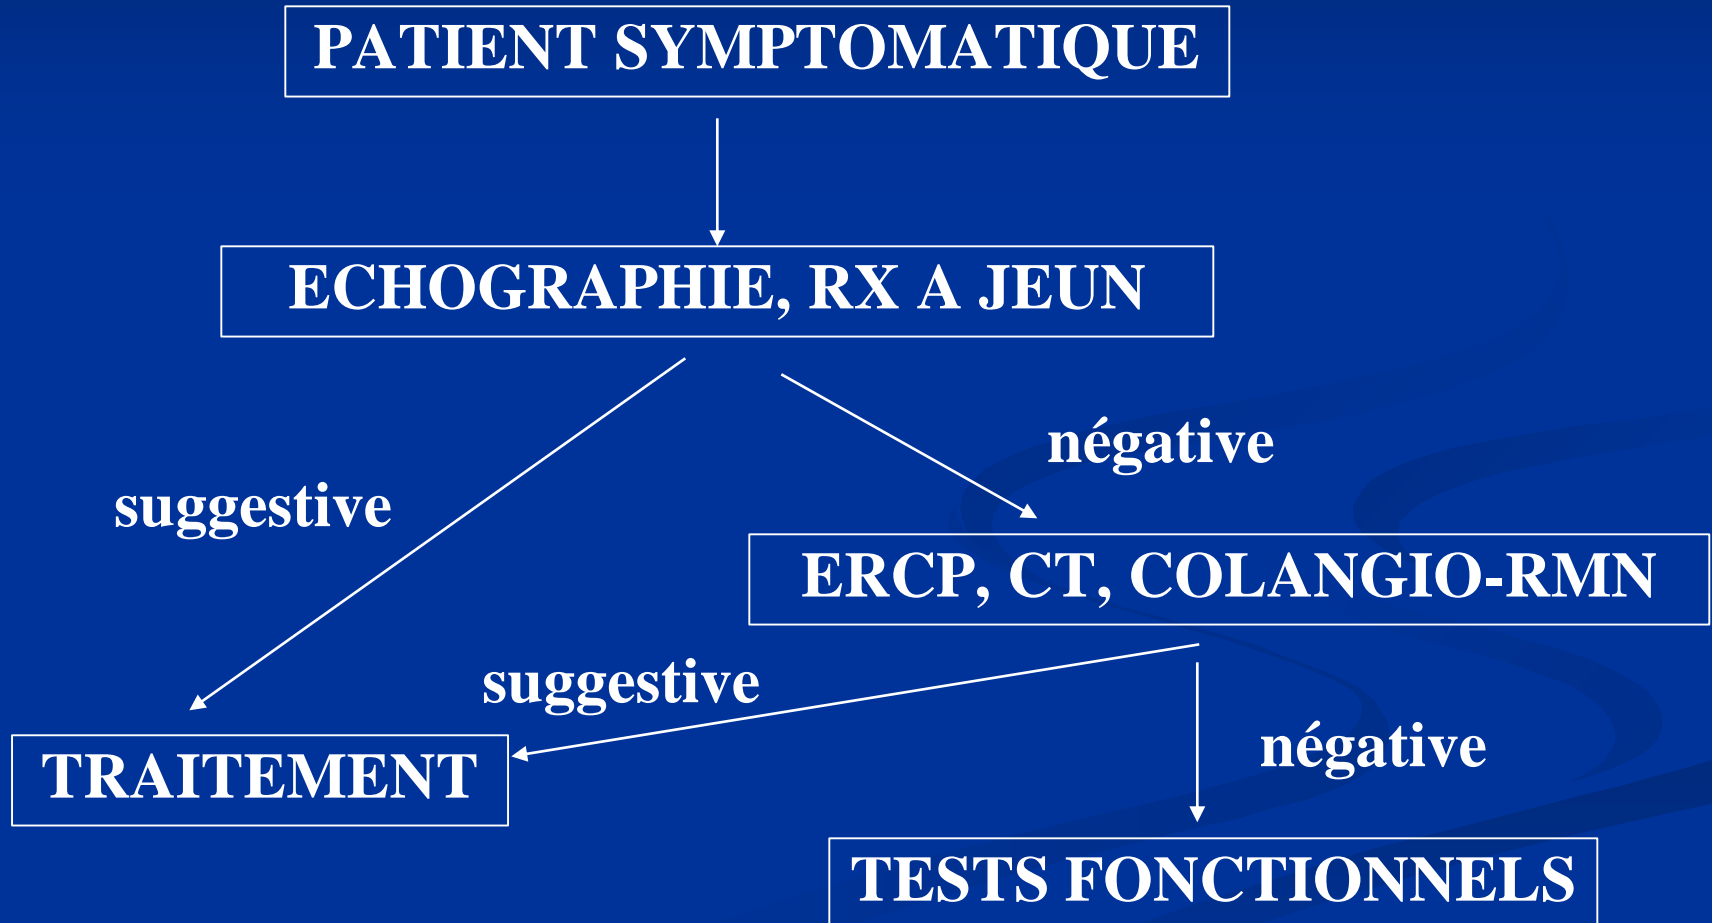 PATIENT SYMPTOMATIQUE
ECHOGRAPHIE, RX A JEUN
négative
suggestive
ERCP, CT, COLANGIO-RMN
suggestive
négative
TRAITEMENT
TESTS FONCTIONNELS